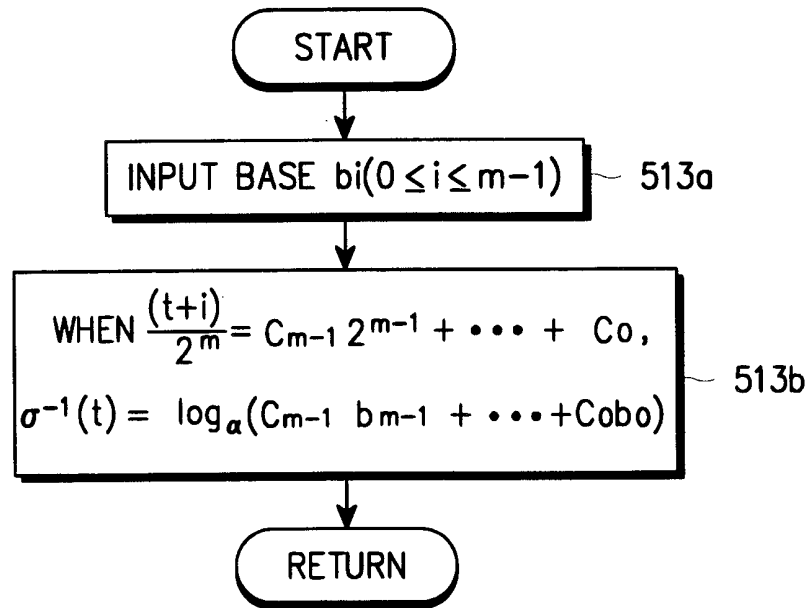 START
INPUT BASE bi(0 ≤ i ≤ m-1)
513a
WHEN (t+i)/2^m = Cm-1 2^m-1 + ••• + Co,
σ^-1(t) = log_α(Cm-1 bm-1 + ••• +Cobo)
513b
RETURN